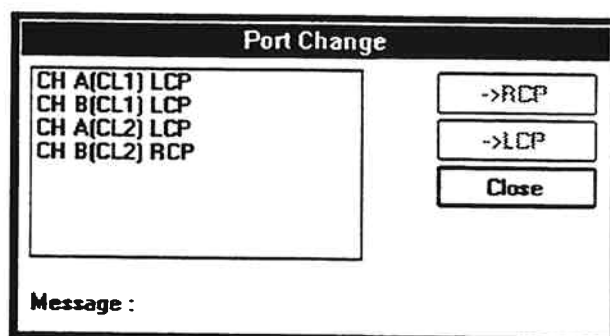 Port Change
CH A(CL1) LCP
CH B(CL1) LCP
CH A(CL2) LCP
CH B(CL2) RCP
->RCP
->LCP
Close
Message :